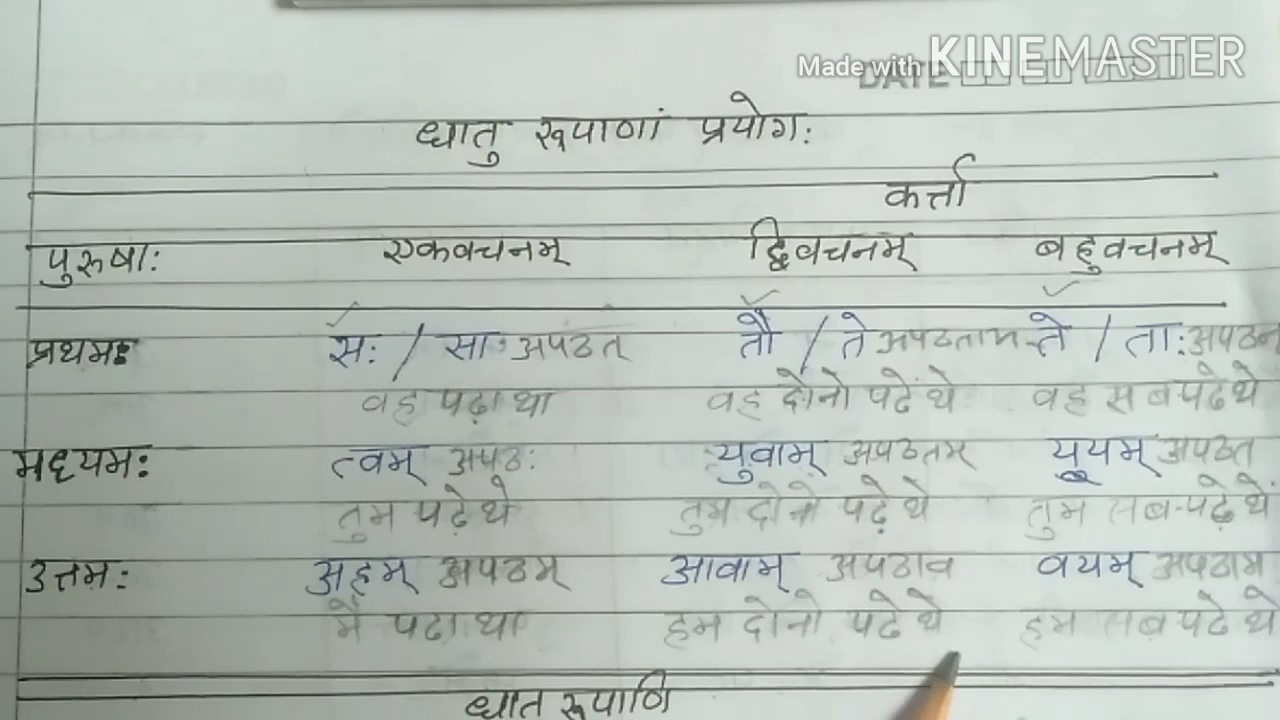 Made with KINEMASTER
DATE
धातु रूपाणां प्रयोग:
कर्त्ता
पुरुषा: एकवचनम् द्विवचनम् बहुवचनम्
प्रथमः स: / सा अपठत् तौ / ते अपठताम् ते / ता: अपठन
वह पढ़ा था वह दोनो पढे थे वह सब पढे थे
मध्यम: त्वम् अपठ: युवाम् अपठतम् यूयम् अपठत
तुम पढ़े थे तुम दोनो पढ़े थे तुम सब पढ़े थे
उत्तम: अहम् अपठम् आवाम् अपठाव वयम् अपठाम
मै पढा था हम दोनो पढे थे हम सब पढे थे
धात रूपाणि